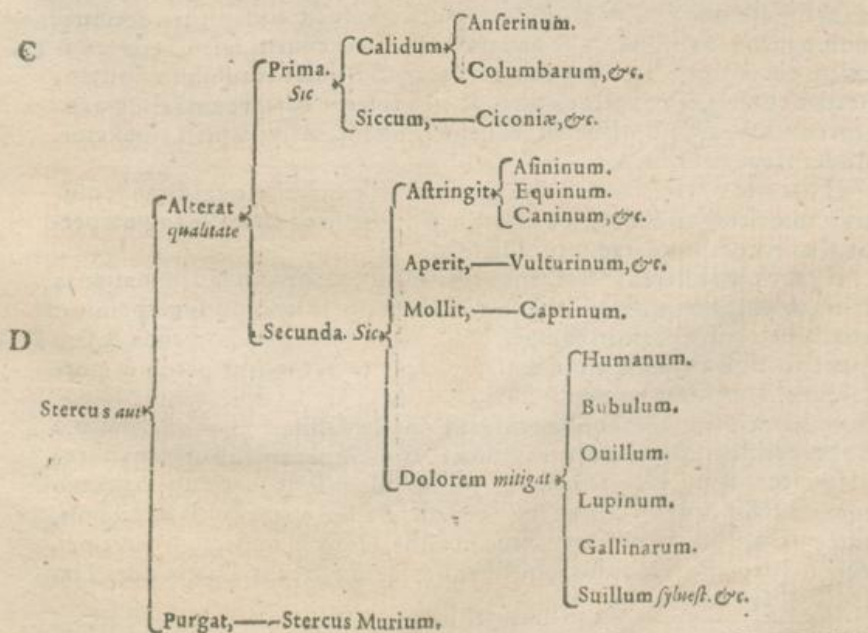 Anſerinum.
C
Calidum
Prima.
Columbarum, &c.
Sic
Siccum,——Ciconiæ, &c.
Aſininum.
Alterat
Aſtringit
Equinum.
qualitate
Caninum, &c.
Aperit,——Vulturinum, &c.
Mollit,——Caprinum.
D
Secunda. Sic
Humanum.
Bubulum.
Stercus aut
Ouillum.
Dolorem mitigat
Lupinum.
Gallinarum.
Suillum ſylueſt. &c.
Purgat,——Stercus Murium.